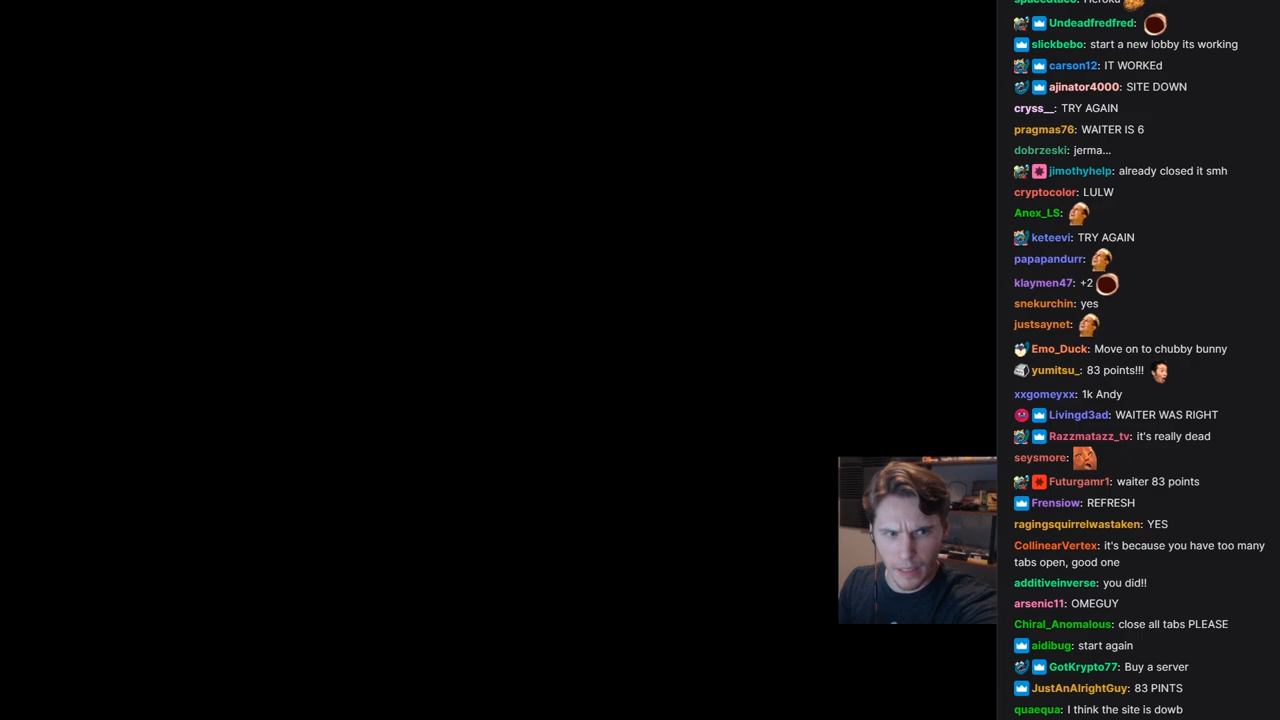 spacedtaco: Heroku
Undeadfredfred:
slickbebo: start a new lobby its working
carson12: IT WORKEd
ajinator4000: SITE DOWN
cryss__: TRY AGAIN
pragmas76: WAITER IS 6
dobrzeski: jerma...
jimothyhelp: already closed it smh
cryptocolor: LULW
Anex_LS:
keteevi: TRY AGAIN
papapandurr:
klaymen47: +2
snekurchin: yes
justsaynet:
Emo_Duck: Move on to chubby bunny
yumitsu_: 83 points!!!
xxgomeyxx: 1k Andy
Livingd3ad: WAITER WAS RIGHT
Razzmatazz_tv: it's really dead
seysmore:
Futurgamr1: waiter 83 points
Frensiow: REFRESH
ragingsquirrelwastaken: YES
CollinearVertex: it's because you have too many
tabs open, good one
additiveinverse: you did!!
arsenic11: OMEGUY
Chiral_Anomalous: close all tabs PLEASE
aidibug: start again
GotKrypto77: Buy a server
JustAnAlrightGuy: 83 PINTS
quaequa: I think the site is dowb